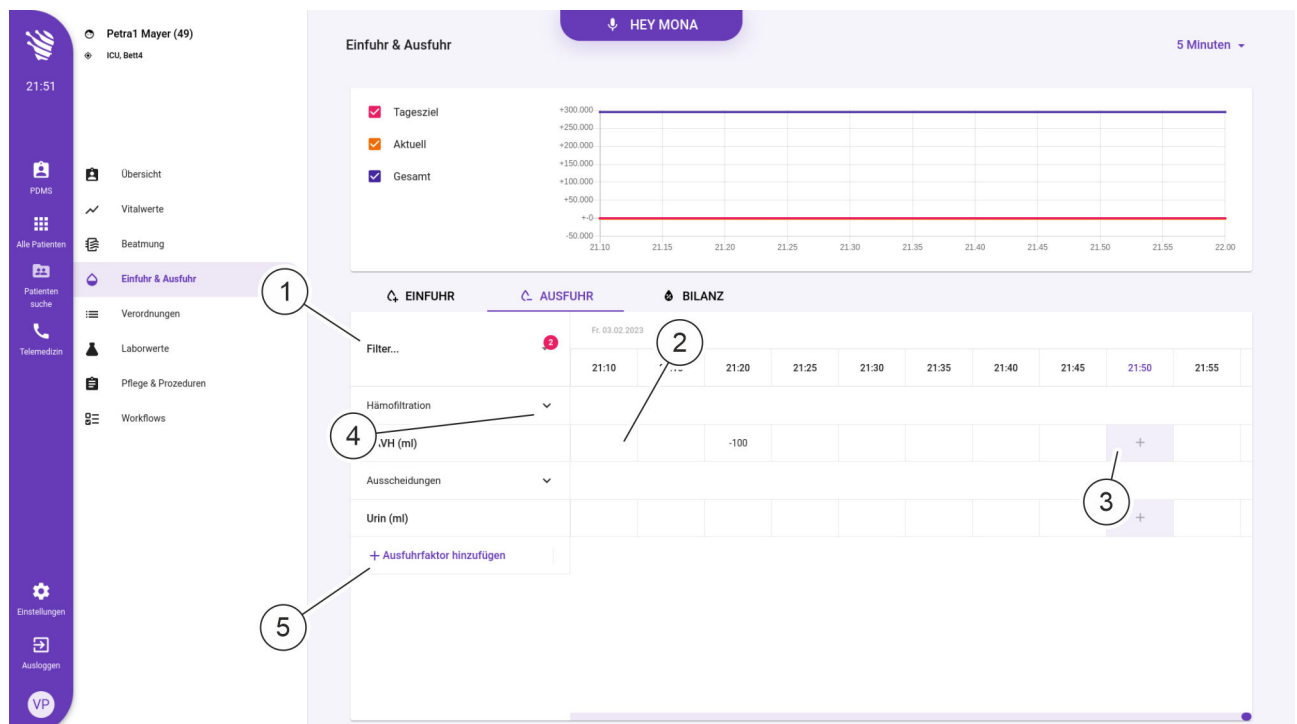 HEY MONA
21:51
PDMS
Alle Patienten
Patienten
suche
Telemedizin
Einstellungen
Ausloggen
VP
Petra1 Mayer (49)
ICU, Bett4
Übersicht
Vitalwerte
Beatmung
Einfuhr & Ausfuhr
Verordnungen
Laborwerte
Pflege & Prozeduren
Workflows
Einfuhr & Ausfuhr
5 Minuten
Tagesziel
Aktuell
Gesamt
+300.000
+250.000
+200.000
+150.000
+100.000
+50.000
+-0
-50.000
21.10 21.15 21.20 21.25 21.30 21.35 21.40 21.45 21.50 21.55 22.00
EINFUHR AUSFUHR BILANZ
Fr. 03.02.2023
Filter... 2
21:10 21:20 21:25 21:30 21:35 21:40 21:45 21:50 21:55
Hämofiltration
(ml) -100 +
Ausscheidungen
Urin (ml) +
+ Ausfuhrfaktor hinzufügen
1
2
3
4
5